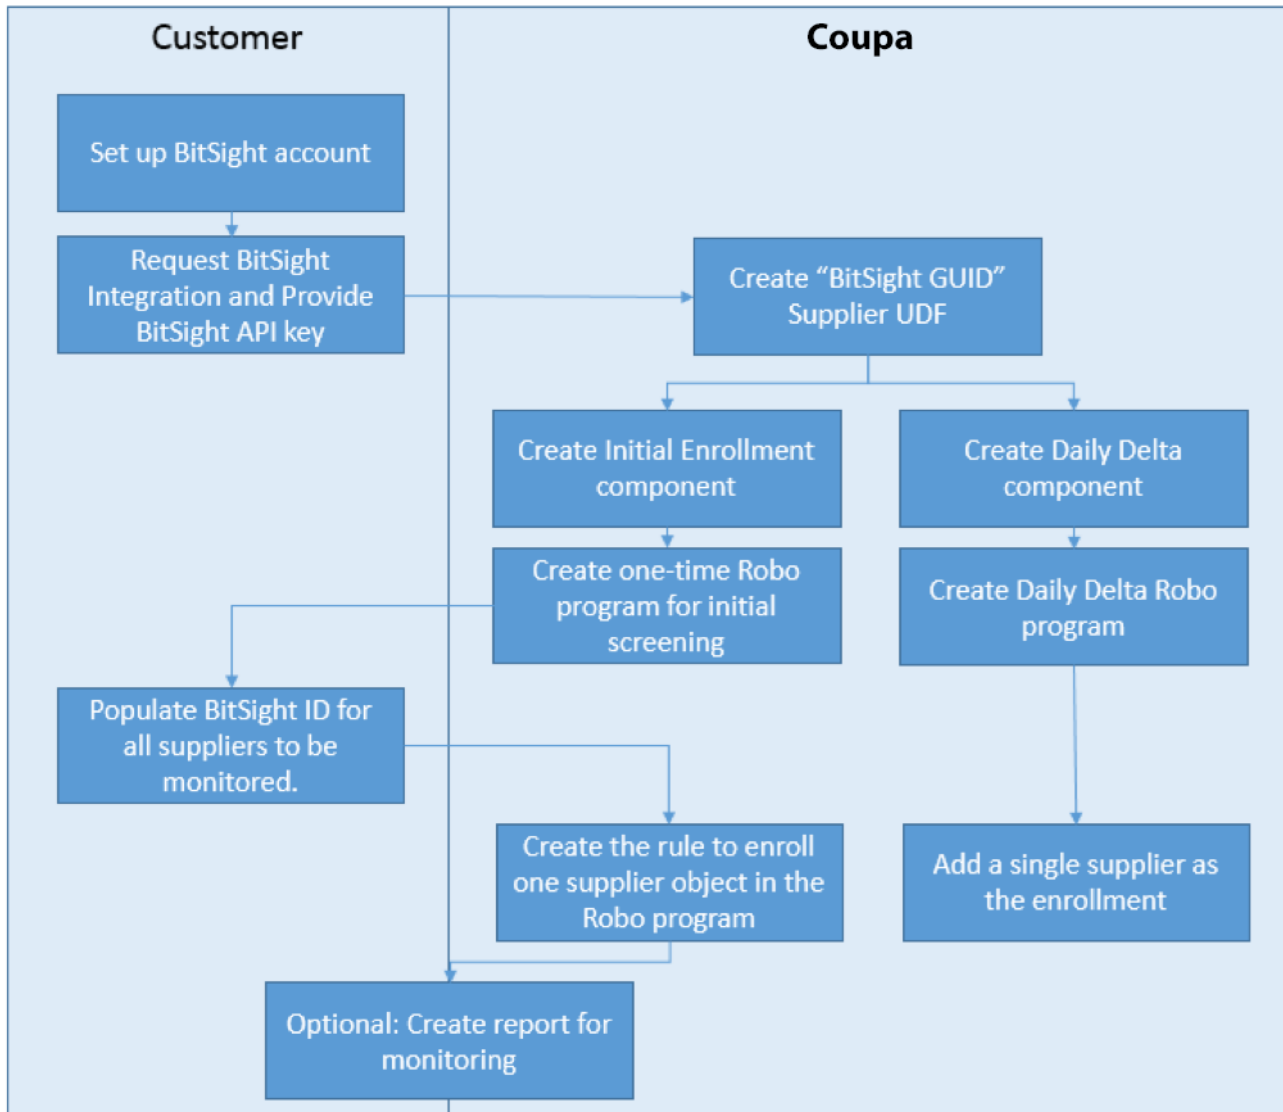 Customer
Coupa
Set up BitSight account
Request BitSight
Integration and Provide
BitSight API key
Create “BitSight GUID”
Supplier UDF
Create Initial Enrollment
component
Create Daily Delta
component
Create one-time Robo
program for initial
screening
Create Daily Delta Robo
program
Populate BitSight ID for
all suppliers to be
monitored.
Create the rule to enroll
one supplier object in the
Robo program
Add a single supplier as
the enrollment
Optional: Create report for
monitoring